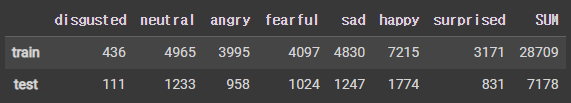 disgusted neutral angry fearful sad happy surprised SUM
train 436 4965 3995 4097 4830 7215 3171 28709
test 111 1233 958 1024 1247 1774 831 7178